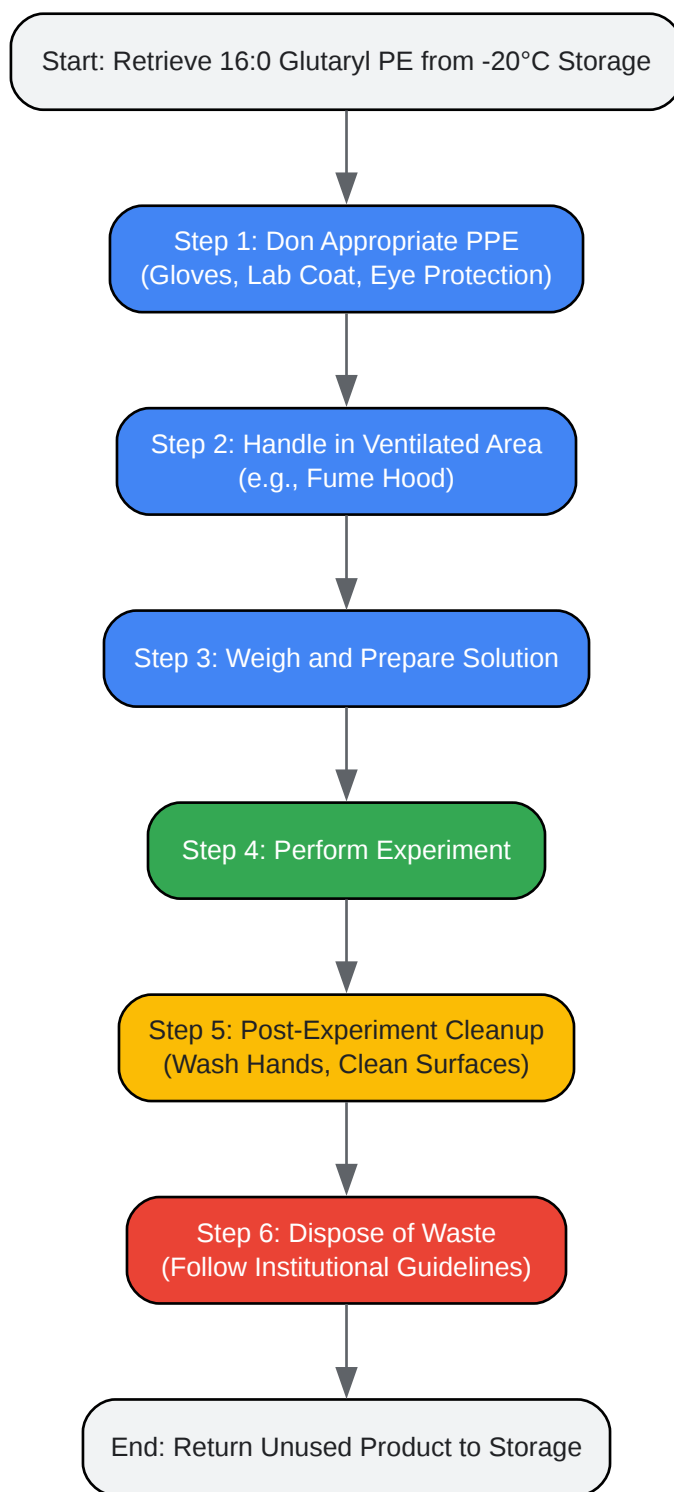 Start: Retrieve 16:0 Glutaryl PE from -20°C Storage
Step 1: Don Appropriate PPE
(Gloves, Lab Coat, Eye Protection)
Step 2: Handle in Ventilated Area
(e.g., Fume Hood)
Step 3: Weigh and Prepare Solution
Step 4: Perform Experiment
Step 5: Post-Experiment Cleanup
(Wash Hands, Clean Surfaces)
Step 6: Dispose of Waste
(Follow Institutional Guidelines)
End: Return Unused Product to Storage